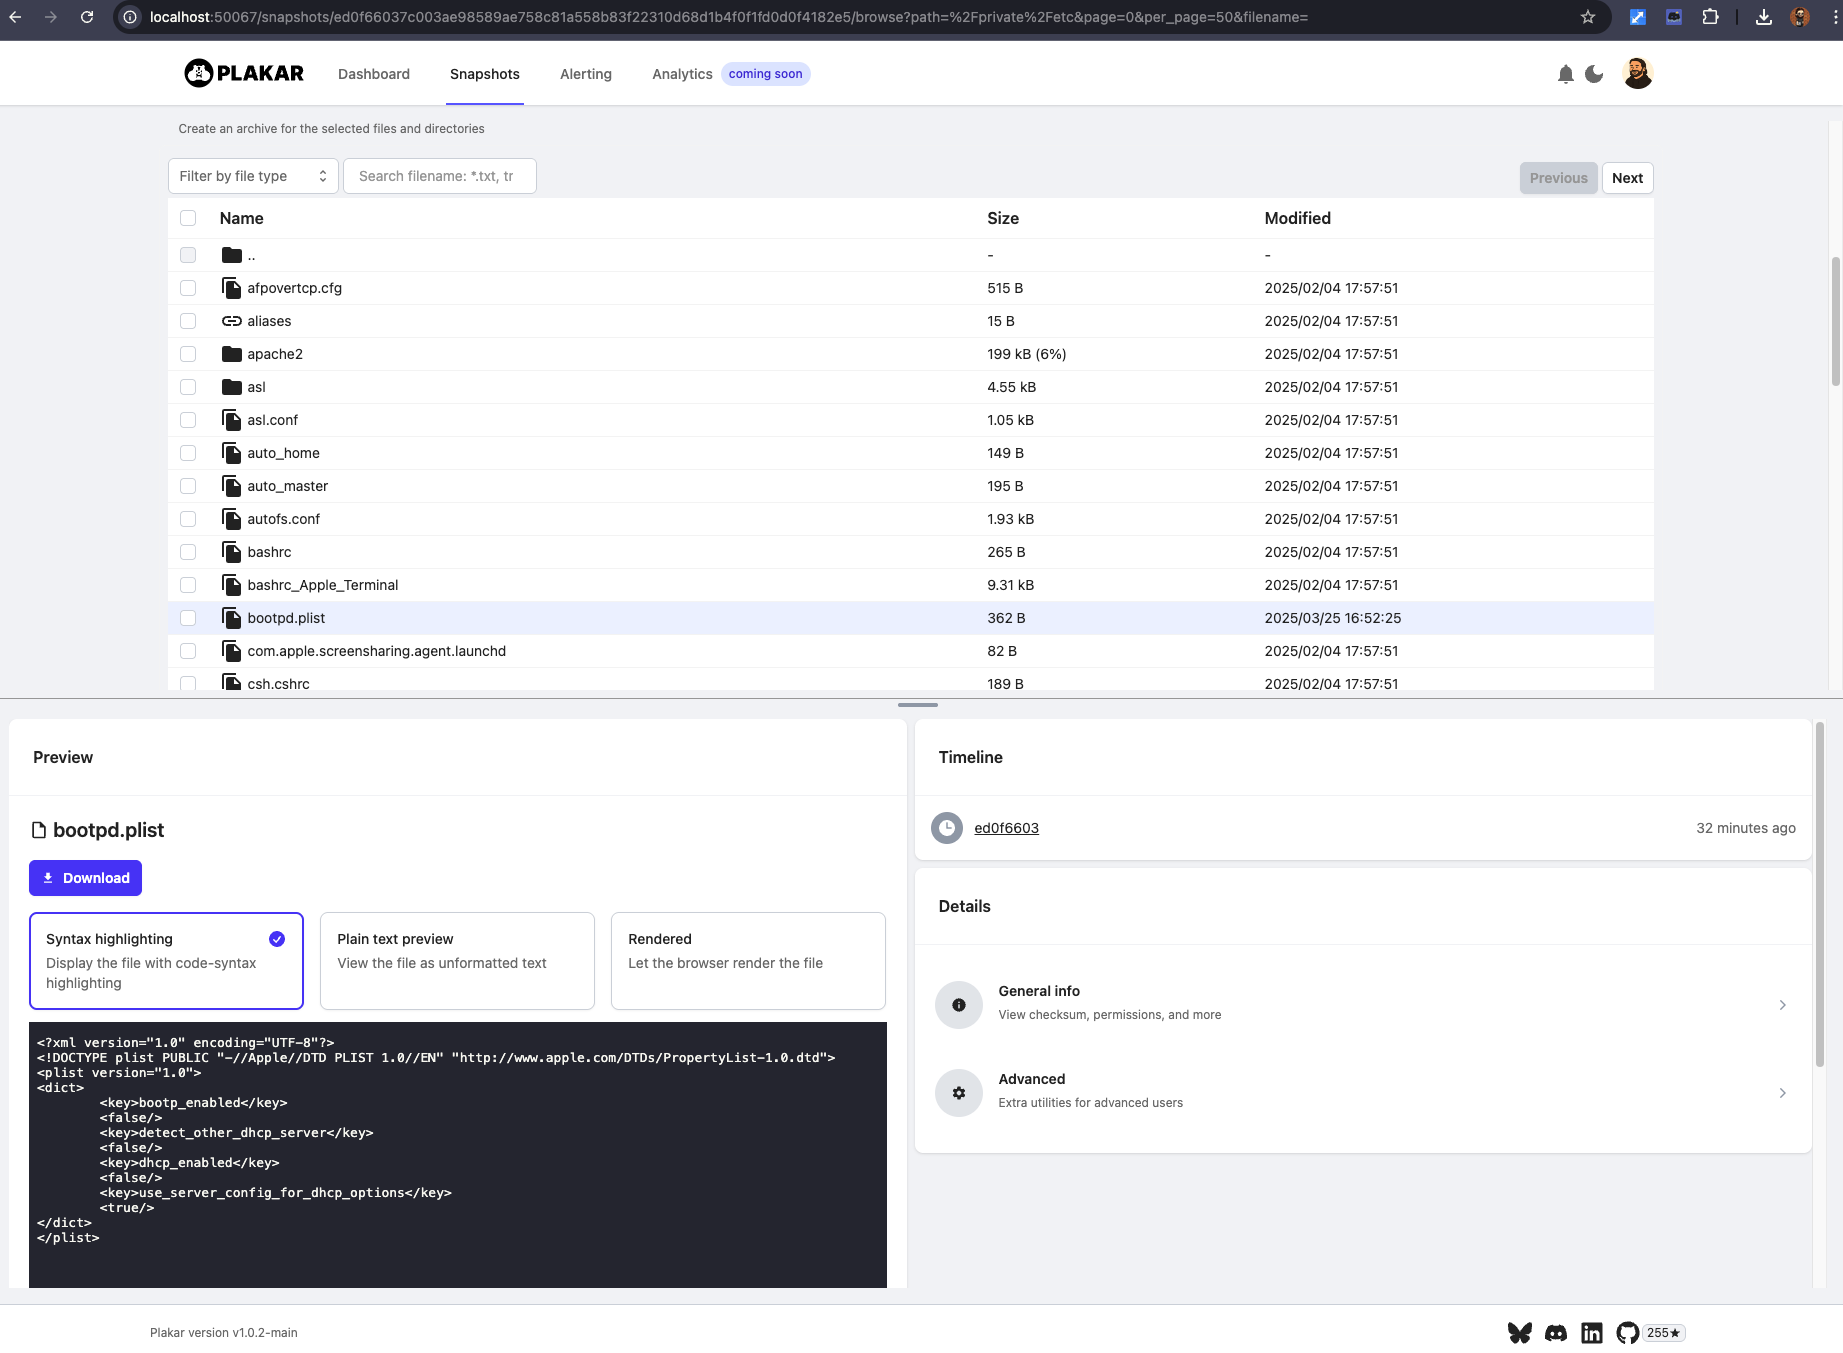 localhost:50067/snapshots/ed0f66037c003ae98589ae758c81a558b83f22310d68d1b4f0f1fd0d0f4182e5/browse?path=%2Fprivate%2Fetc&page=0&per_page=50&filename=
PLAKAR Dashboard Snapshots Alerting Analytics coming soon
Create an archive for the selected files and directories
Filter by file type Search filename: *.txt, tr Previous Next
Name Size Modified
.. - -
afpovertcp.cfg 515 B 2025/02/04 17:57:51
aliases 15 B 2025/02/04 17:57:51
apache2 199 kB (6%) 2025/02/04 17:57:51
asl 4.55 kB 2025/02/04 17:57:51
asl.conf 1.05 kB 2025/02/04 17:57:51
auto_home 149 B 2025/02/04 17:57:51
auto_master 195 B 2025/02/04 17:57:51
autofs.conf 1.93 kB 2025/02/04 17:57:51
bashrc 265 B 2025/02/04 17:57:51
bashrc_Apple_Terminal 9.31 kB 2025/02/04 17:57:51
bootpd.plist 362 B 2025/03/25 16:52:25
com.apple.screensharing.agent.launchd 82 B 2025/02/04 17:57:51
csh.cshrc 189 B 2025/02/04 17:57:51
Preview
bootpd.plist
Download
Syntax highlighting
Display the file with code-syntax
highlighting
Plain text preview
View the file as unformatted text
Rendered
Let the browser render the file
<?xml version="1.0" encoding="UTF-8"?>
<!DOCTYPE plist PUBLIC "-//Apple//DTD PLIST 1.0//EN" "http://www.apple.com/DTDs/PropertyList-1.0.dtd">
<plist version="1.0">
<dict>
<key>bootp_enabled</key>
<false/>
<key>detect_other_dhcp_server</key>
<false/>
<key>dhcp_enabled</key>
<false/>
<key>use_server_config_for_dhcp_options</key>
<true/>
</dict>
</plist>
Timeline
ed0f6603 32 minutes ago
Details
General info
View checksum, permissions, and more
Advanced
Extra utilities for advanced users
Plakar version v1.0.2-main
255★